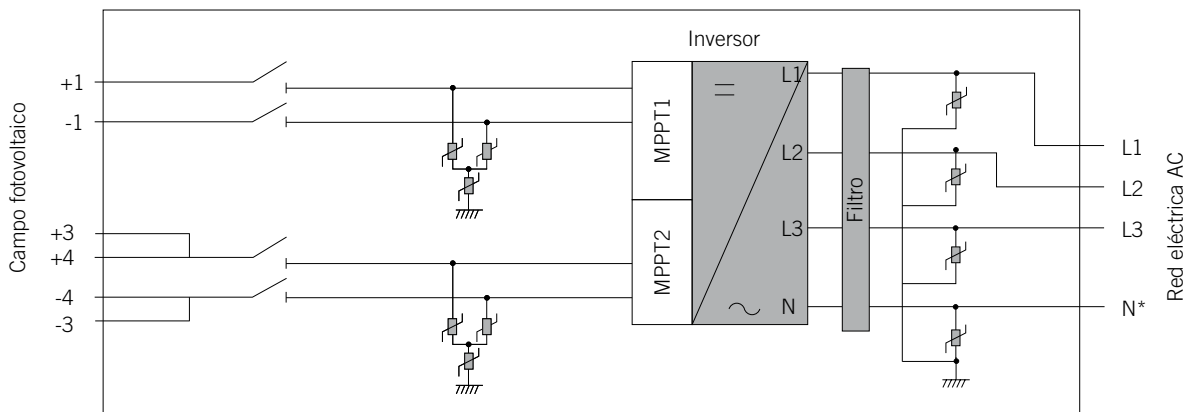 Inversor
Campo fotovoltaico
+1
-1
+3
+4
-4
-3
MPPT1
MPPT2
L1
L2
L3
N
Filtro
L1
L2
L3
N*
Red eléctrica AC